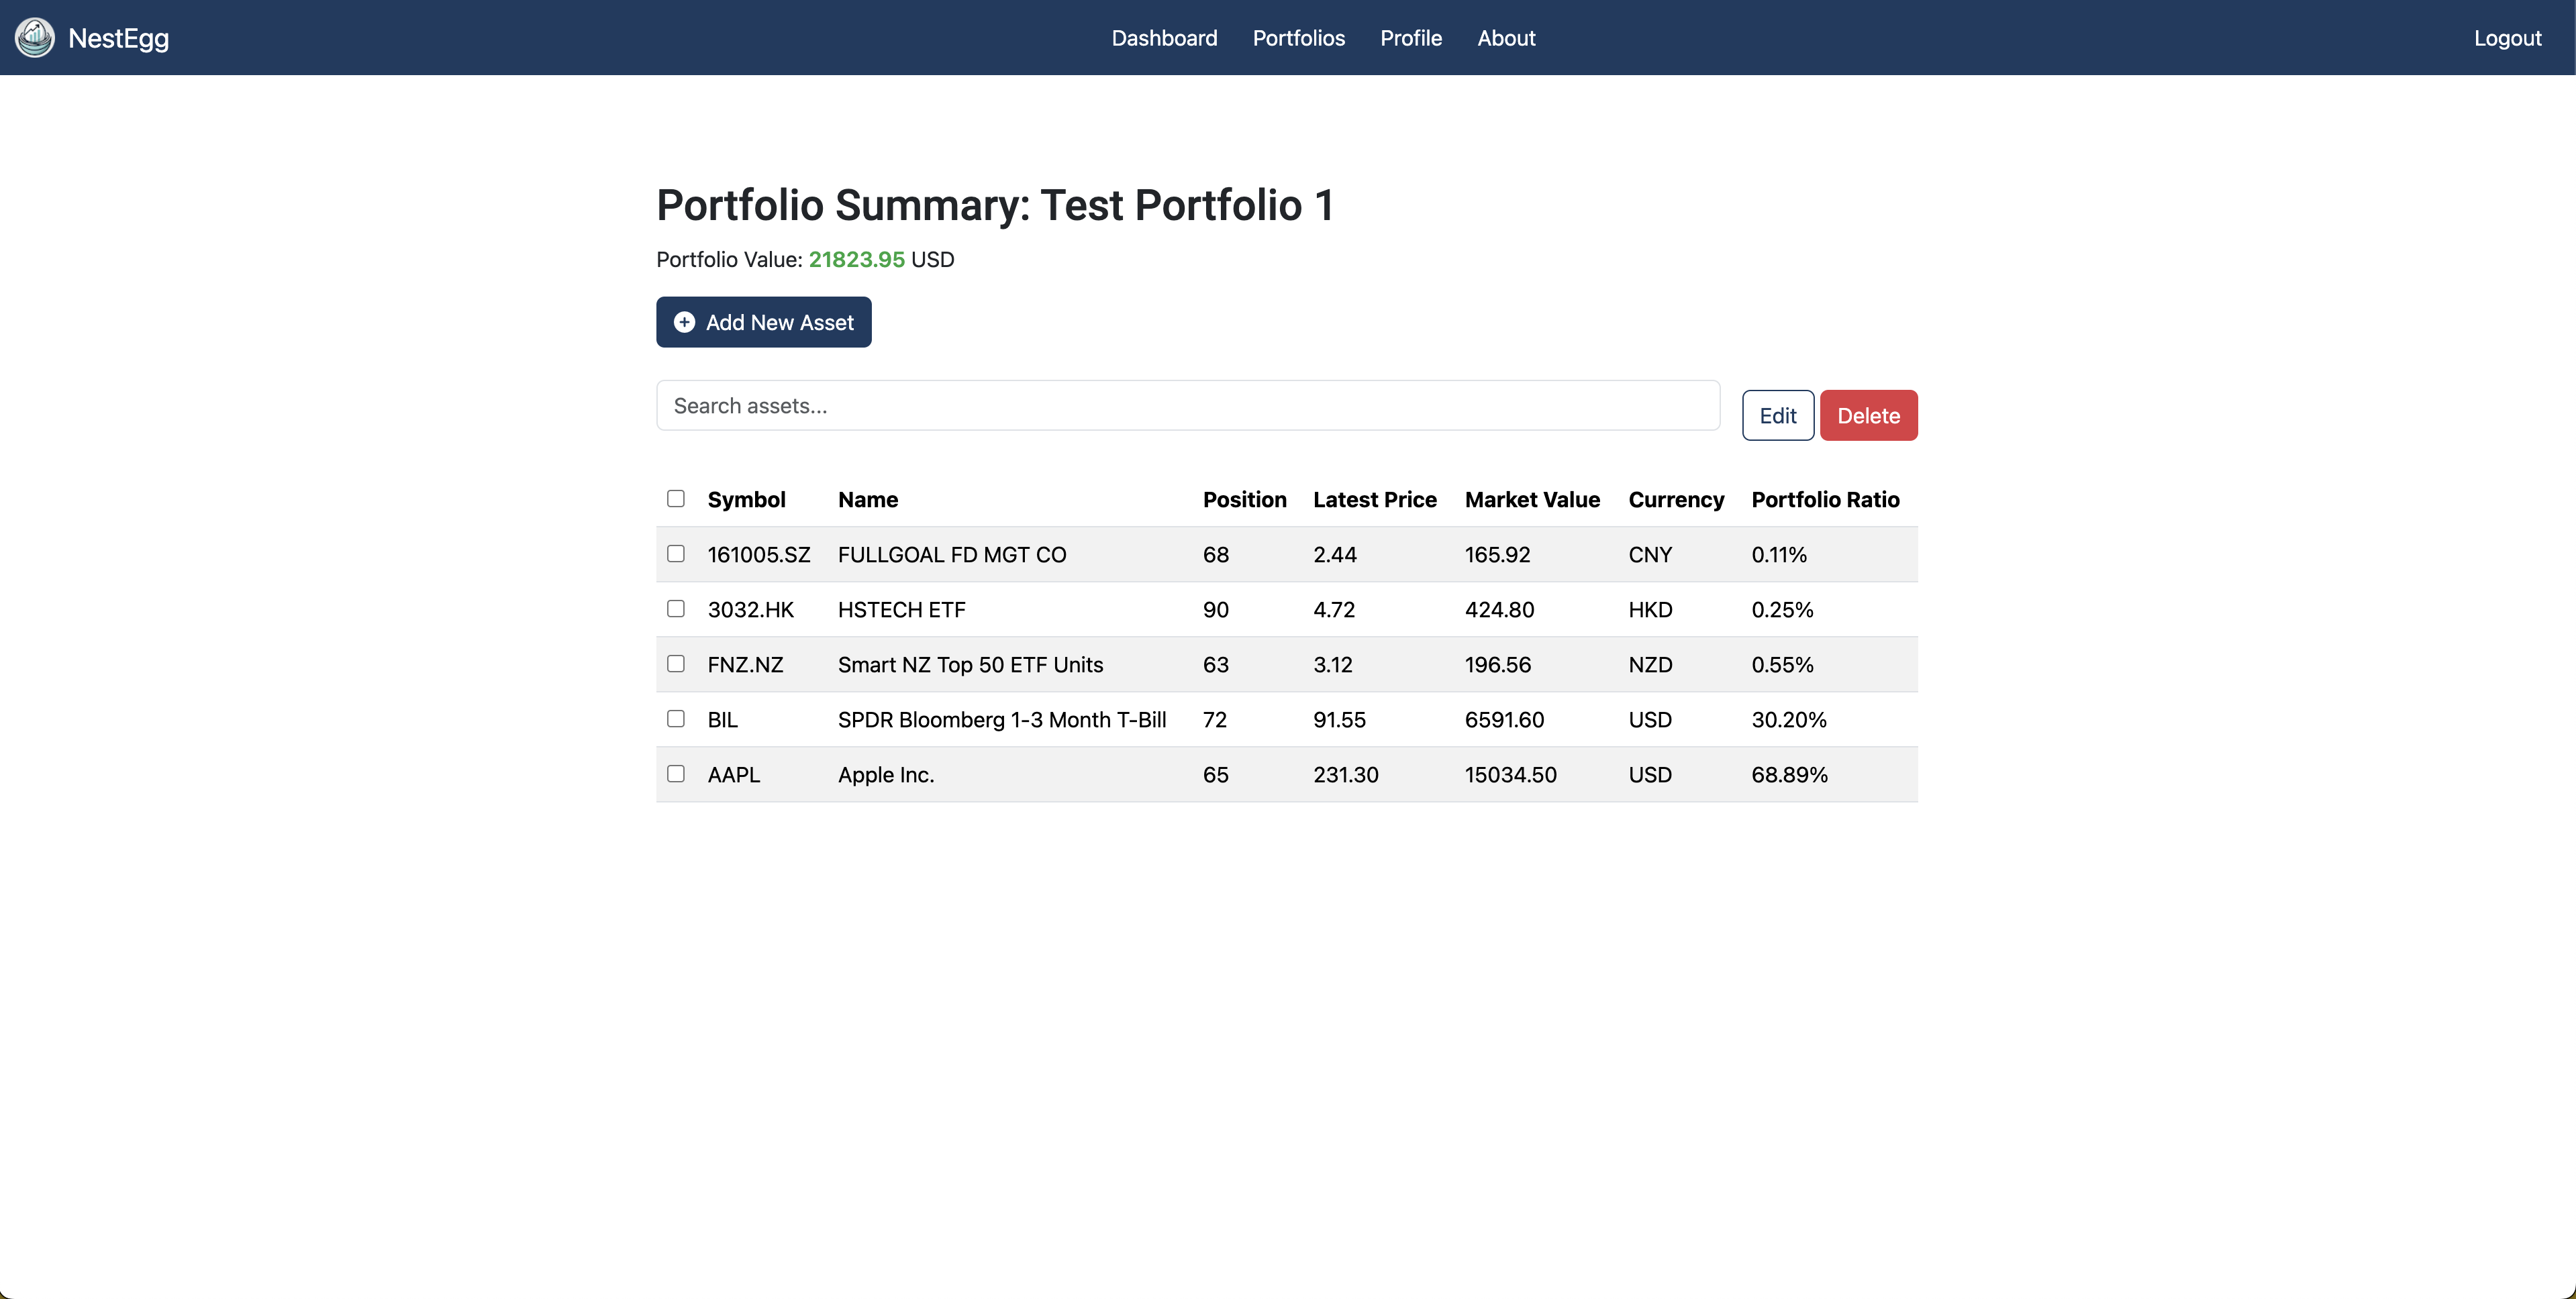 NestEgg Dashboard Portfolios Profile About Logout
Portfolio Summary: Test Portfolio 1
Portfolio Value: 21823.95 USD
Add New Asset
Search assets... Edit Delete
Symbol Name Position Latest Price Market Value Currency Portfolio Ratio
161005.SZ FULLGOAL FD MGT CO 68 2.44 165.92 CNY 0.11%
3032.HK HSTECH ETF 90 4.72 424.80 HKD 0.25%
FNZ.NZ Smart NZ Top 50 ETF Units 63 3.12 196.56 NZD 0.55%
BIL SPDR Bloomberg 1-3 Month T-Bill 72 91.55 6591.60 USD 30.20%
AAPL Apple Inc. 65 231.30 15034.50 USD 68.89%